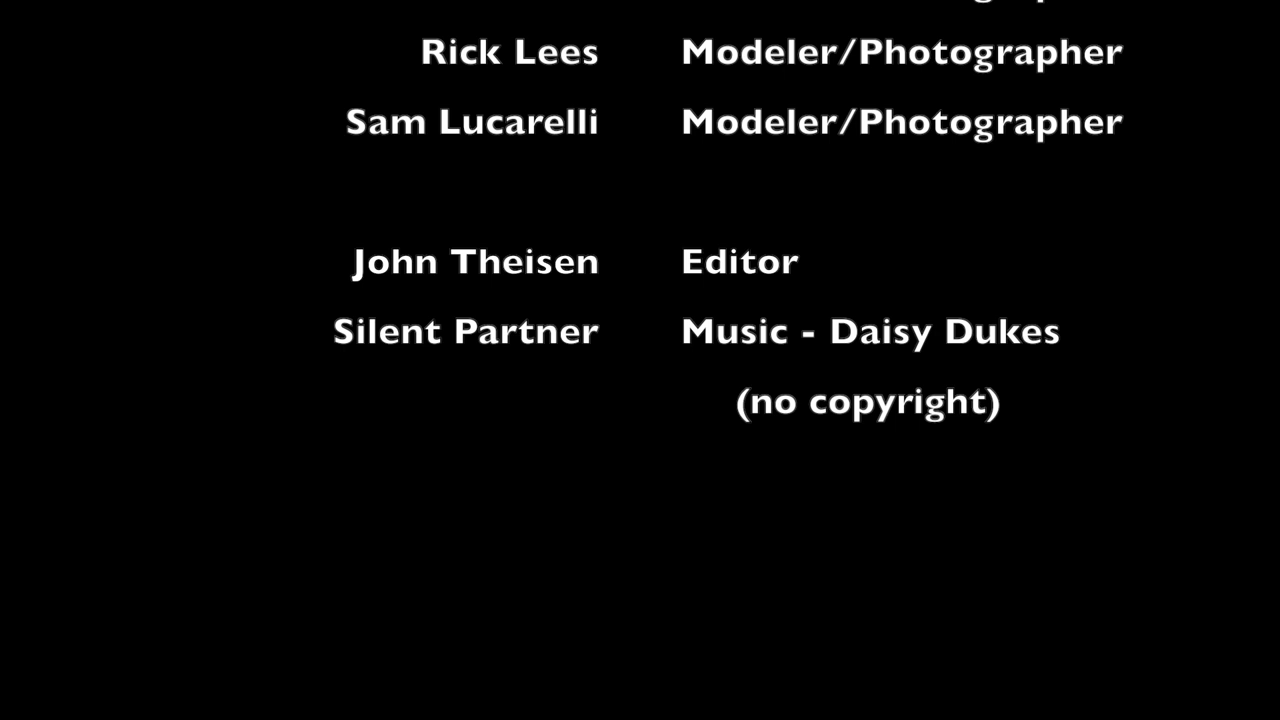 Rick Lees Modeler/Photographer
Sam Lucarelli Modeler/Photographer
John Theisen Editor
Silent Partner Music - Daisy Dukes
(no copyright)